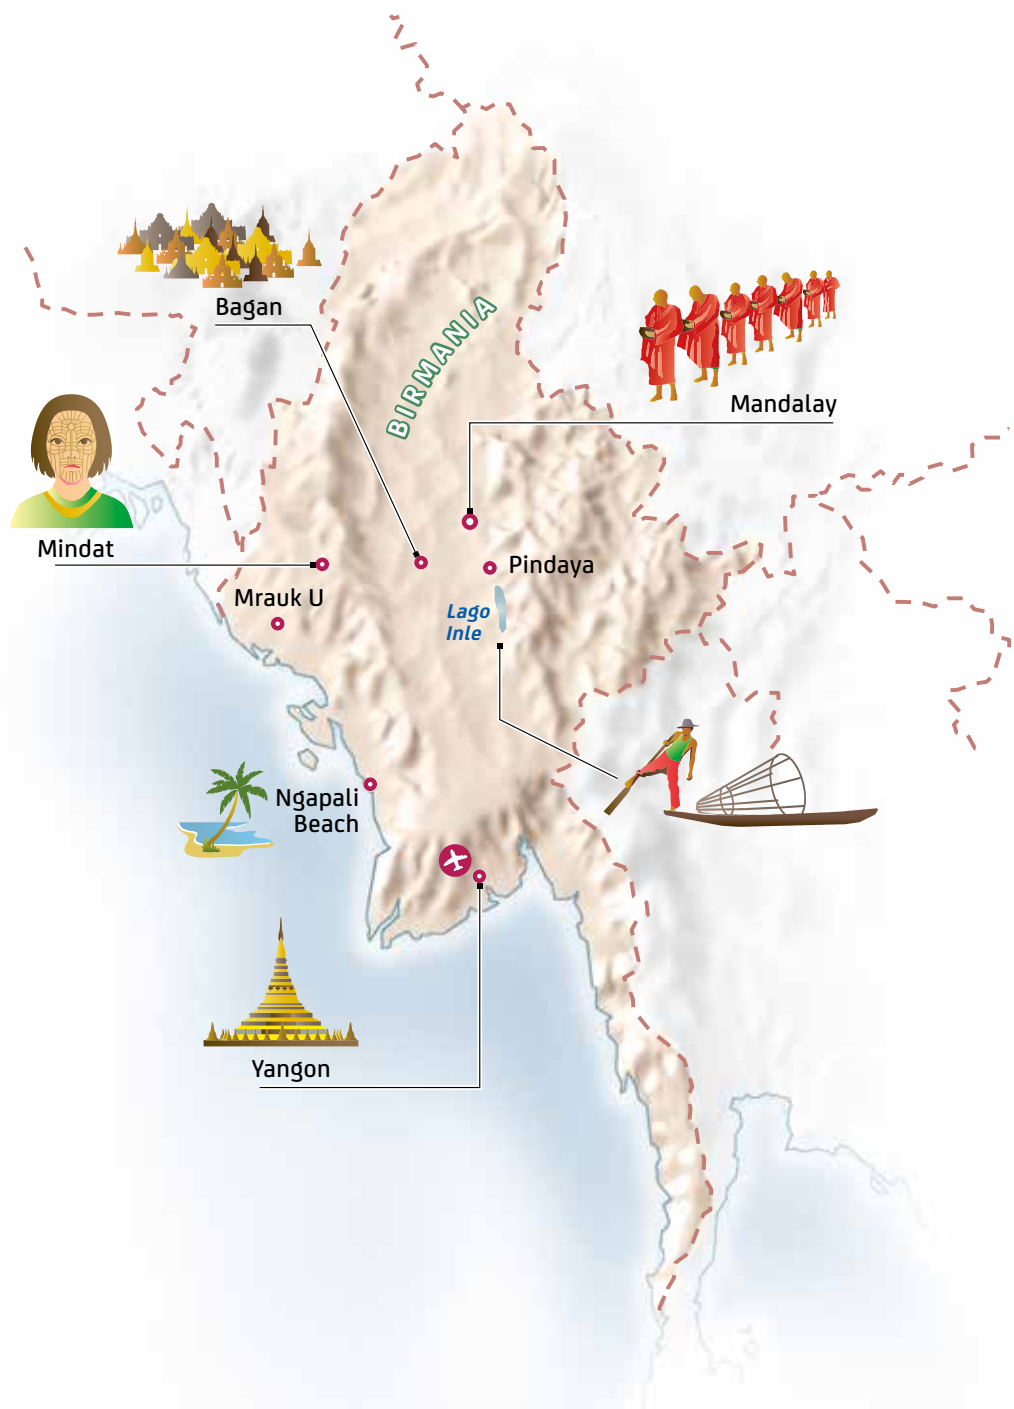 Bagan
BIRMANIA
Mandalay
Mindat
Pindaya
Mrauk U
Lago
Inle
Ngapali
Beach
Yangon